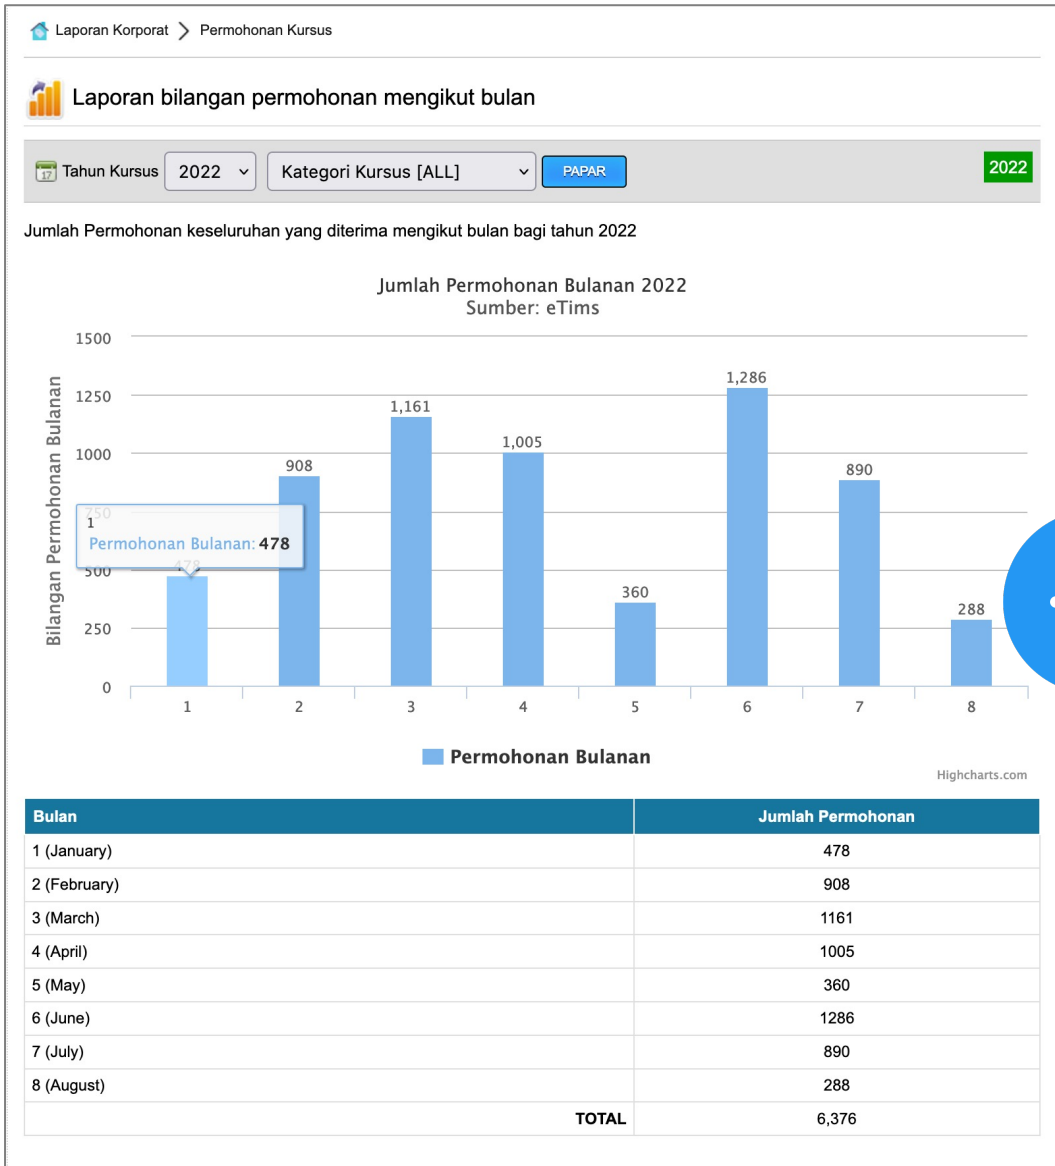 Laporan Korporat Permohonan Kursus
Laporan bilangan permohonan mengikut bulan
17 Tahun Kursus 2022 Kategori Kursus [ALL] PAPAR 2022
Jumlah Permohonan keseluruhan yang diterima mengikut bulan bagi tahun 2022
Jumlah Permohonan Bulanan 2022
Sumber: eTims
Bilangan Permohonan Bulanan
1500
1250
1000
750
500
250
0
478
908
1,161
1,005
360
1,286
890
288
1
Permohonan Bulanan: 478
1 2 3 4 5 6 7 8
Permohonan Bulanan
Highcharts.com
Bulan Jumlah Permohonan
1 (January) 478
2 (February) 908
3 (March) 1161
4 (April) 1005
5 (May) 360
6 (June) 1286
7 (July) 890
8 (August) 288
TOTAL 6,376